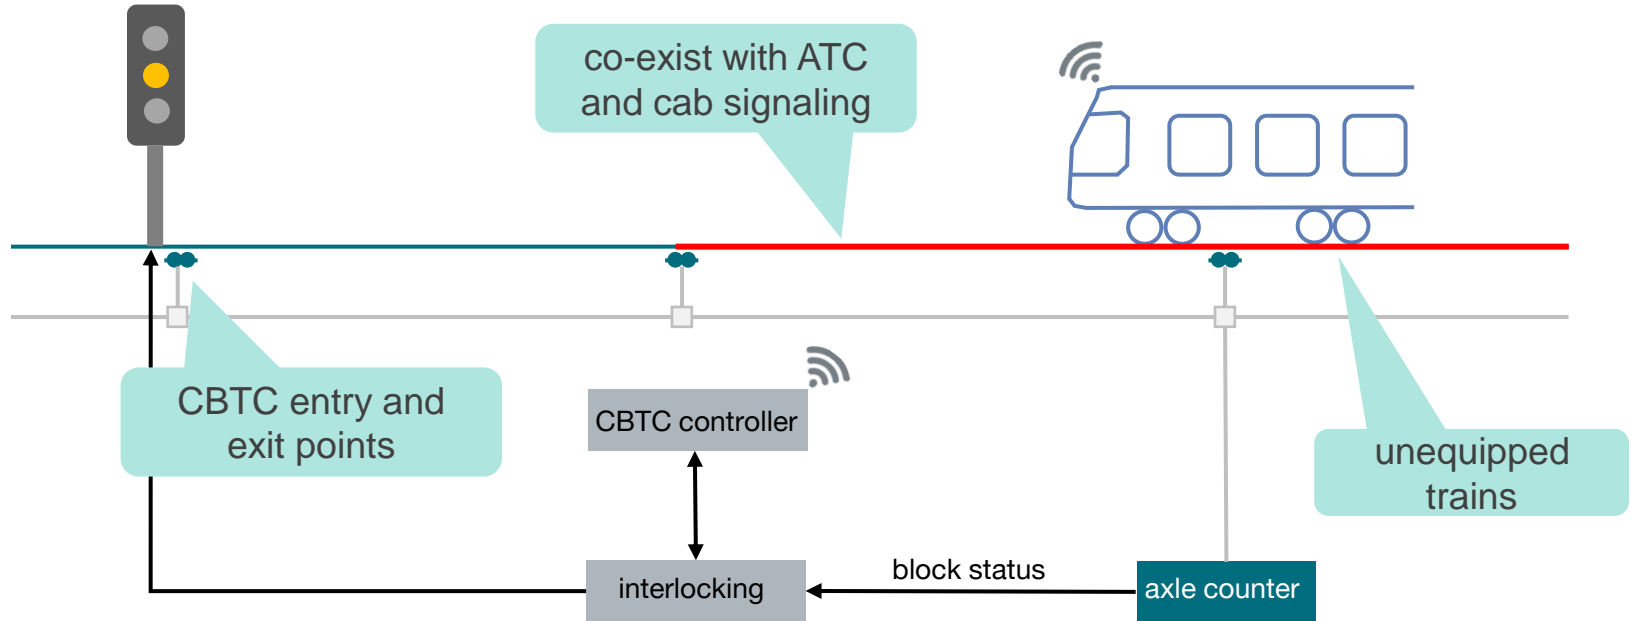 co-exist with ATC
and cab signaling
CBTC entry and
exit points
CBTC controller
unequipped
trains
interlocking
block status
axle counter